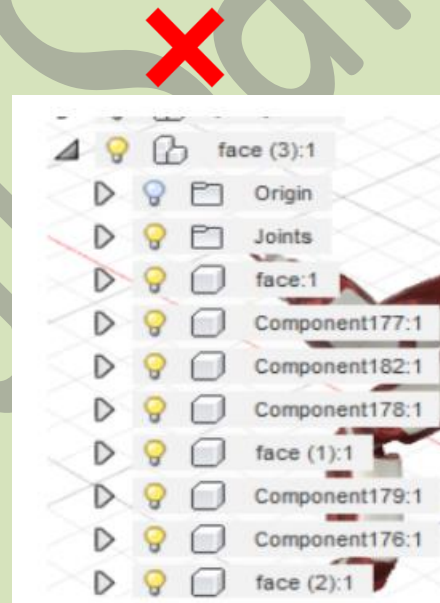 face (3):1
Origin
Joints
face:1
Component177:1
Component182:1
Component178:1
face (1):1
Component179:1
Component176:1
face (2):1